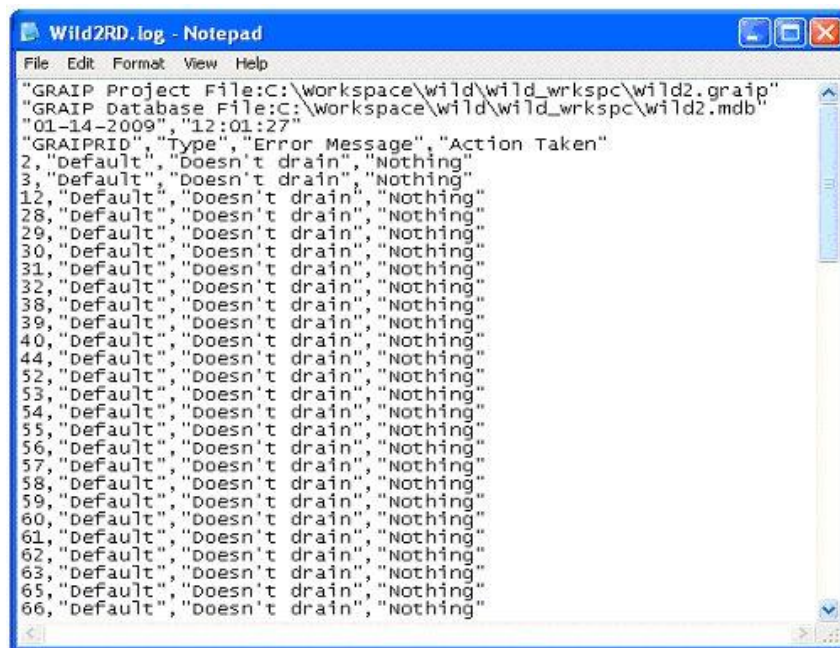 Wild2RD.log - Notepad
File Edit Format View Help
"GRAIP Project File:C:\Workspace\Wild\Wild_wrkspc\Wild2.graip"
"GRAIP Database File:C:\Workspace\Wild\Wild_wrkspc\Wild2.mdb"
"01-14-2009","12:01:27"
"GRAIPRID","Type","Error Message","Action Taken"
2,"Default","Doesn't drain","Nothing"
3,"Default","Doesn't drain","Nothing"
12,"Default","Doesn't drain","Nothing"
28,"Default","Doesn't drain","Nothing"
29,"Default","Doesn't drain","Nothing"
30,"Default","Doesn't drain","Nothing"
31,"Default","Doesn't drain","Nothing"
32,"Default","Doesn't drain","Nothing"
38,"Default","Doesn't drain","Nothing"
39,"Default","Doesn't drain","Nothing"
40,"Default","Doesn't drain","Nothing"
44,"Default","Doesn't drain","Nothing"
52,"Default","Doesn't drain","Nothing"
53,"Default","Doesn't drain","Nothing"
54,"Default","Doesn't drain","Nothing"
55,"Default","Doesn't drain","Nothing"
56,"Default","Doesn't drain","Nothing"
57,"Default","Doesn't drain","Nothing"
58,"Default","Doesn't drain","Nothing"
59,"Default","Doesn't drain","Nothing"
60,"Default","Doesn't drain","Nothing"
61,"Default","Doesn't drain","Nothing"
62,"Default","Doesn't drain","Nothing"
63,"Default","Doesn't drain","Nothing"
65,"Default","Doesn't drain","Nothing"
66,"Default","Doesn't drain","Nothing"